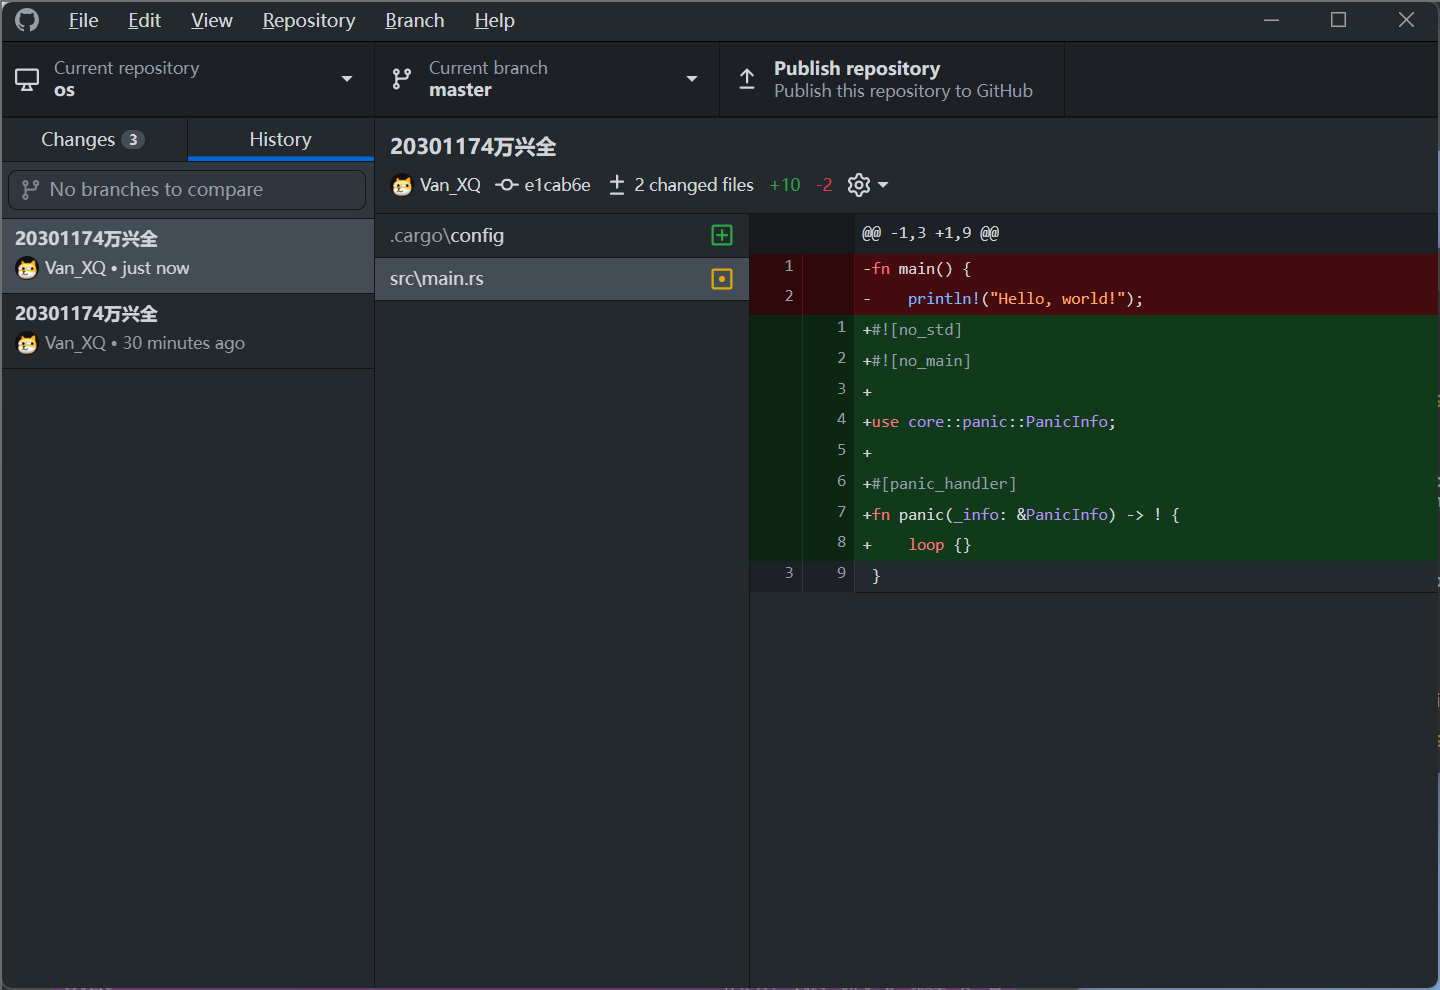 File Edit View Repository Branch Help
Current repository
os
Current branch
master
Publish repository
Publish this repository to GitHub
Changes 3
History
No branches to compare
20301174万兴全
Van_XQ • just now
20301174万兴全
Van_XQ • 30 minutes ago
20301174万兴全
Van_XQ e1cab6e 2 changed files +10 -2
.cargo\config
src\main.rs
@@ -1,3 +1,9 @@
1 -fn main() {
2 -    println!("Hello, world!");
1 +#![no_std]
2 +#![no_main]
3 +
4 +use core::panic::PanicInfo;
5 +
6 +#[panic_handler]
7 +fn panic(_info: &PanicInfo) -> ! {
8 +    loop {}
3 9 }